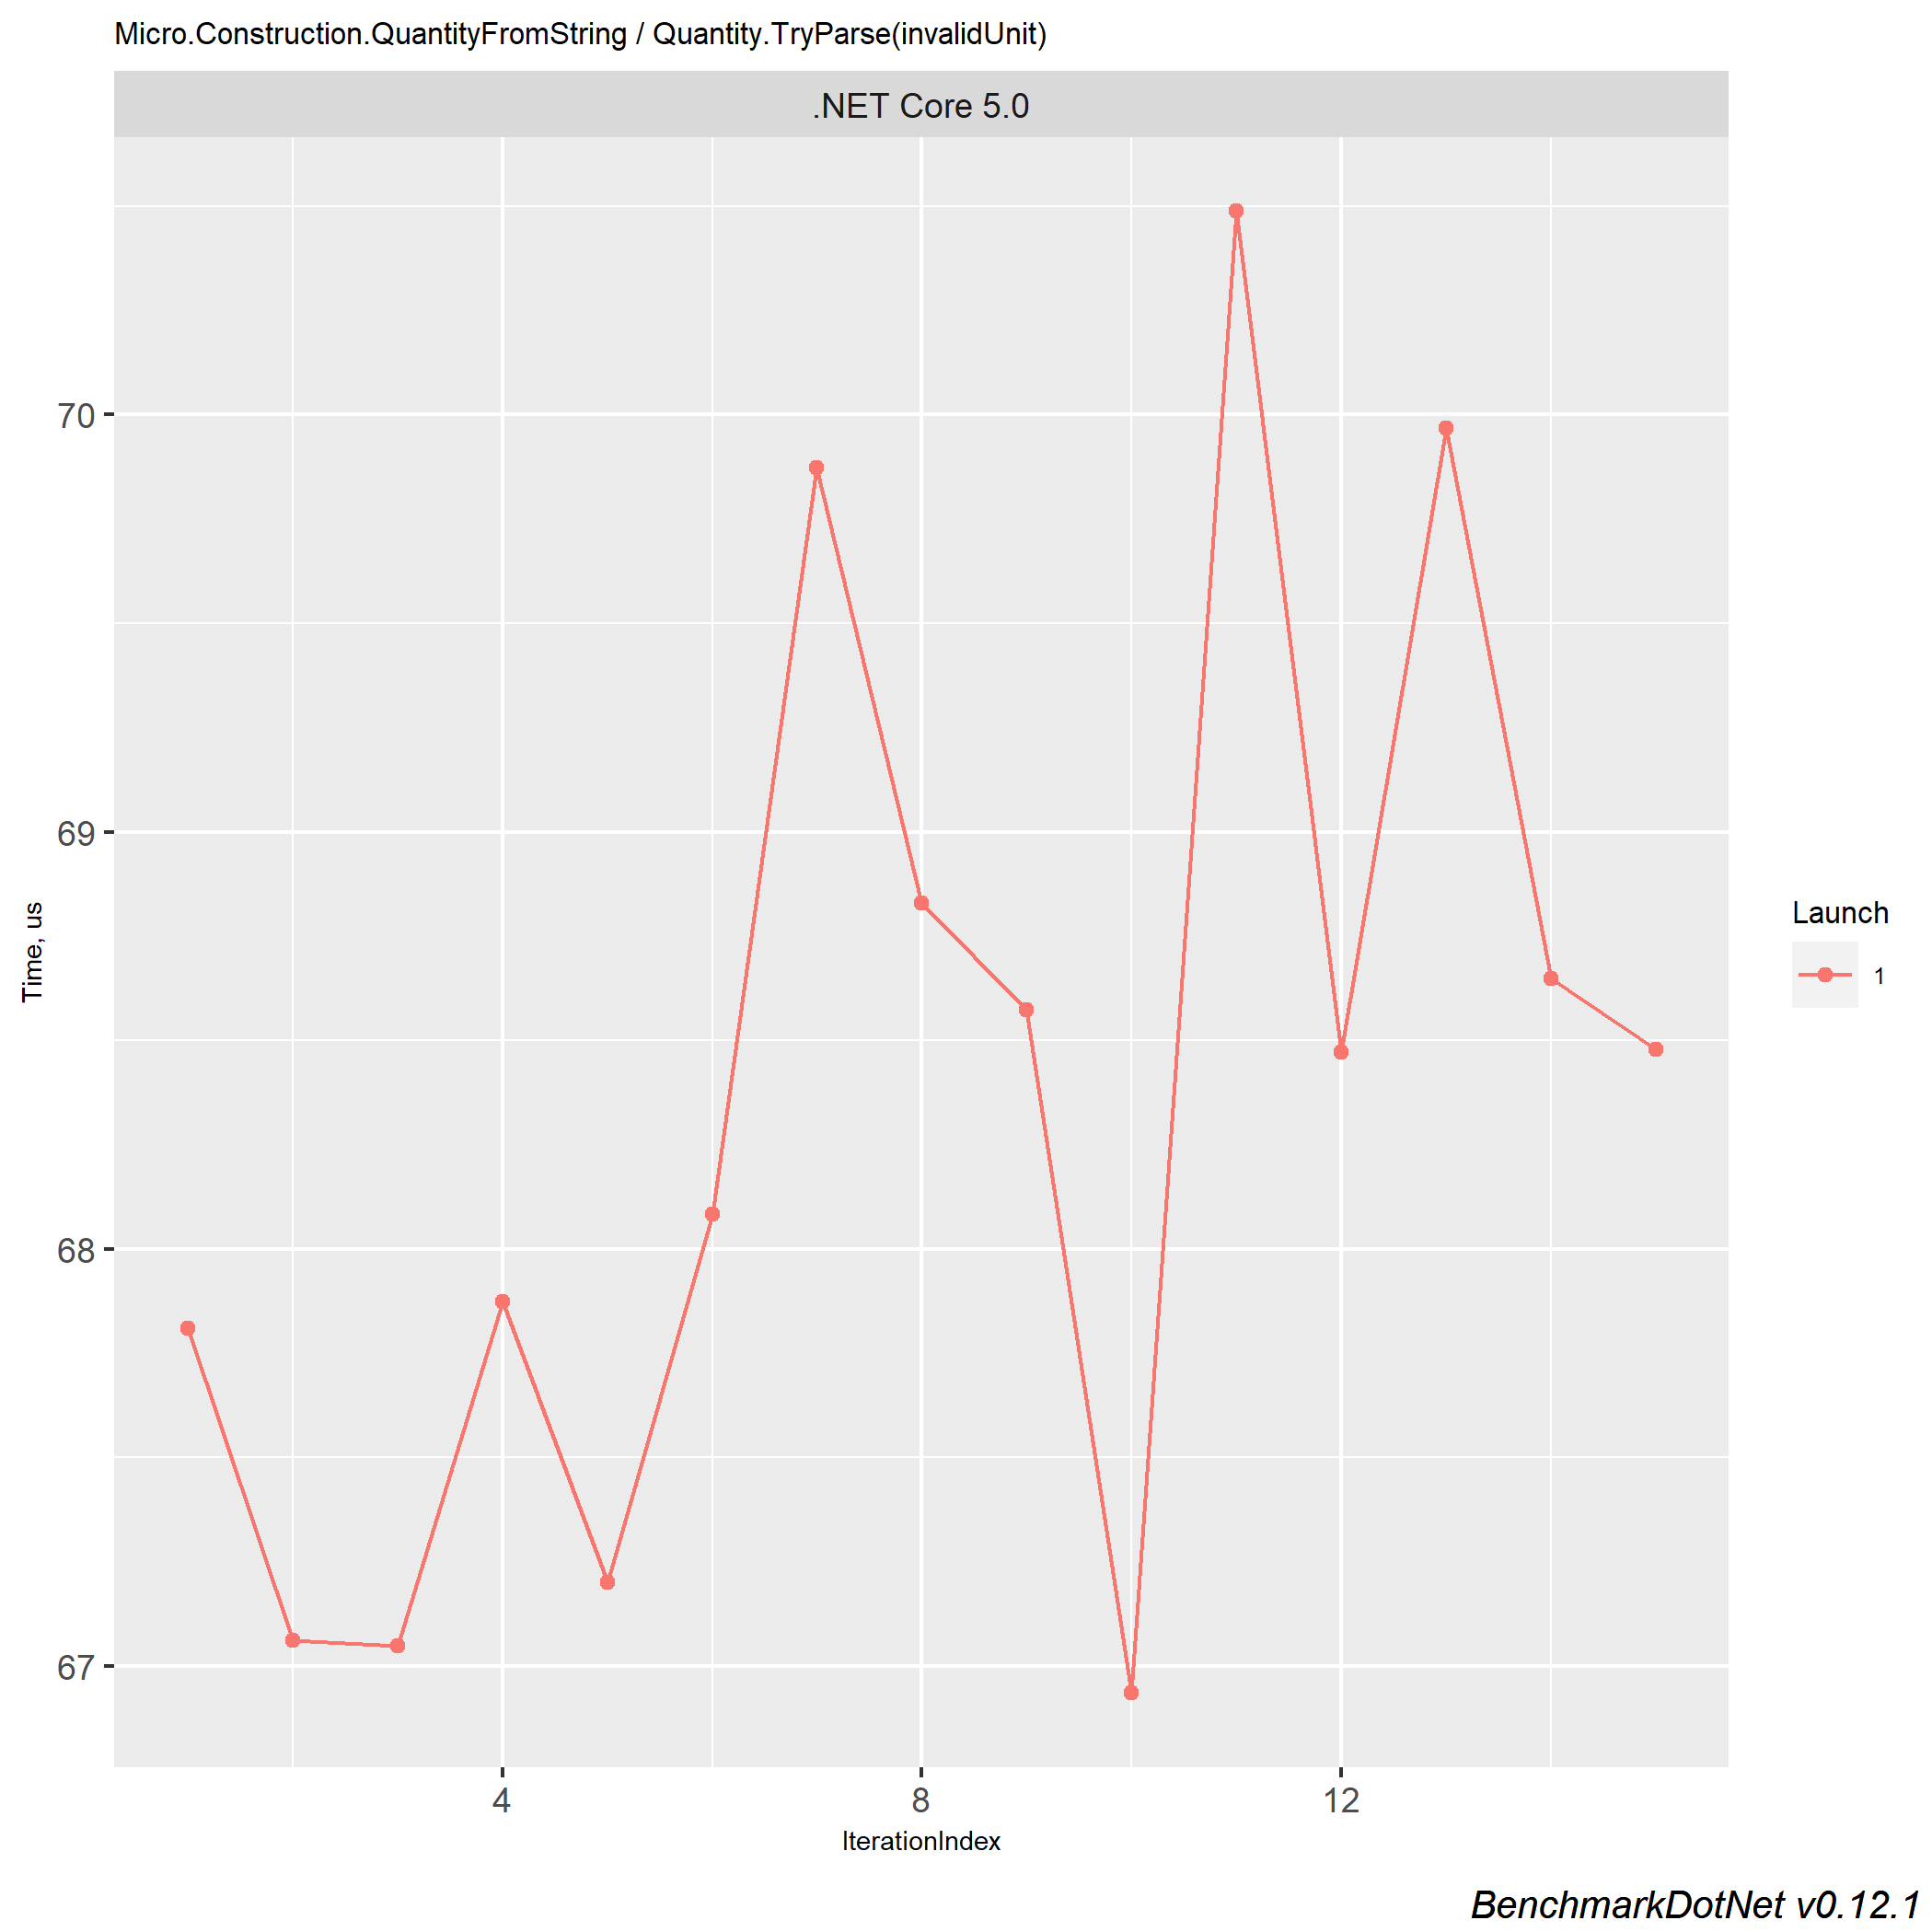 Micro.Construction.QuantityFromString / Quantity.TryParse(invalidUnit)
.NET Core 5.0
70
69
68
67
Time, us
4 8 12
IterationIndex
Launch
1
BenchmarkDotNet v0.12.1